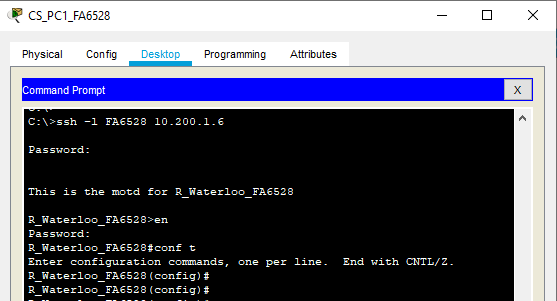 CS_PC1_FA6528
Physical Config Desktop Programming Attributes
Command Prompt X
C:\>ssh -l FA6528 10.200.1.6
Password:
This is the motd for R_Waterloo_FA6528
R_Waterloo_FA6528>en
Password:
R_Waterloo_FA6528#conf t
Enter configuration commands, one per line.  End with CNTL/Z.
R_Waterloo_FA6528(config)#
R_Waterloo_FA6528(config)#